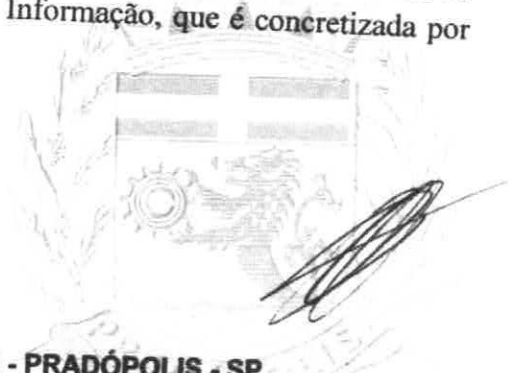 Informação, que é concretizada por
- PRADÓPOLIS - SP